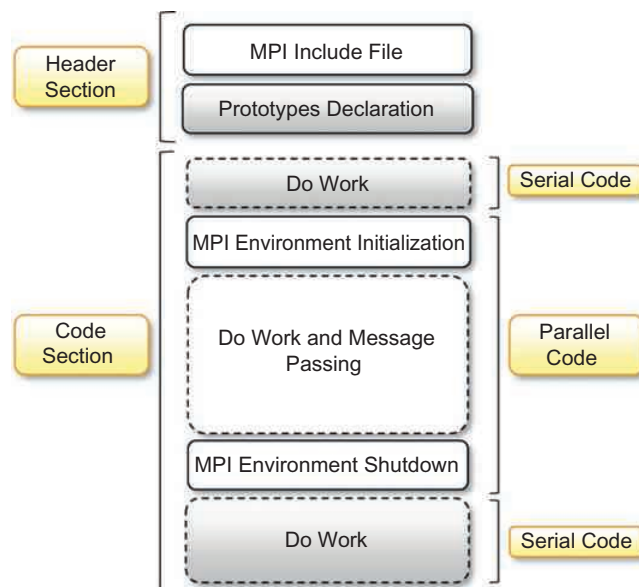 Header
Section
MPI Include File
Prototypes Declaration
Do Work
Serial Code
MPI Environment Initialization
Code
Section
Do Work and Message
Passing
Parallel
Code
MPI Environment Shutdown
Do Work
Serial Code